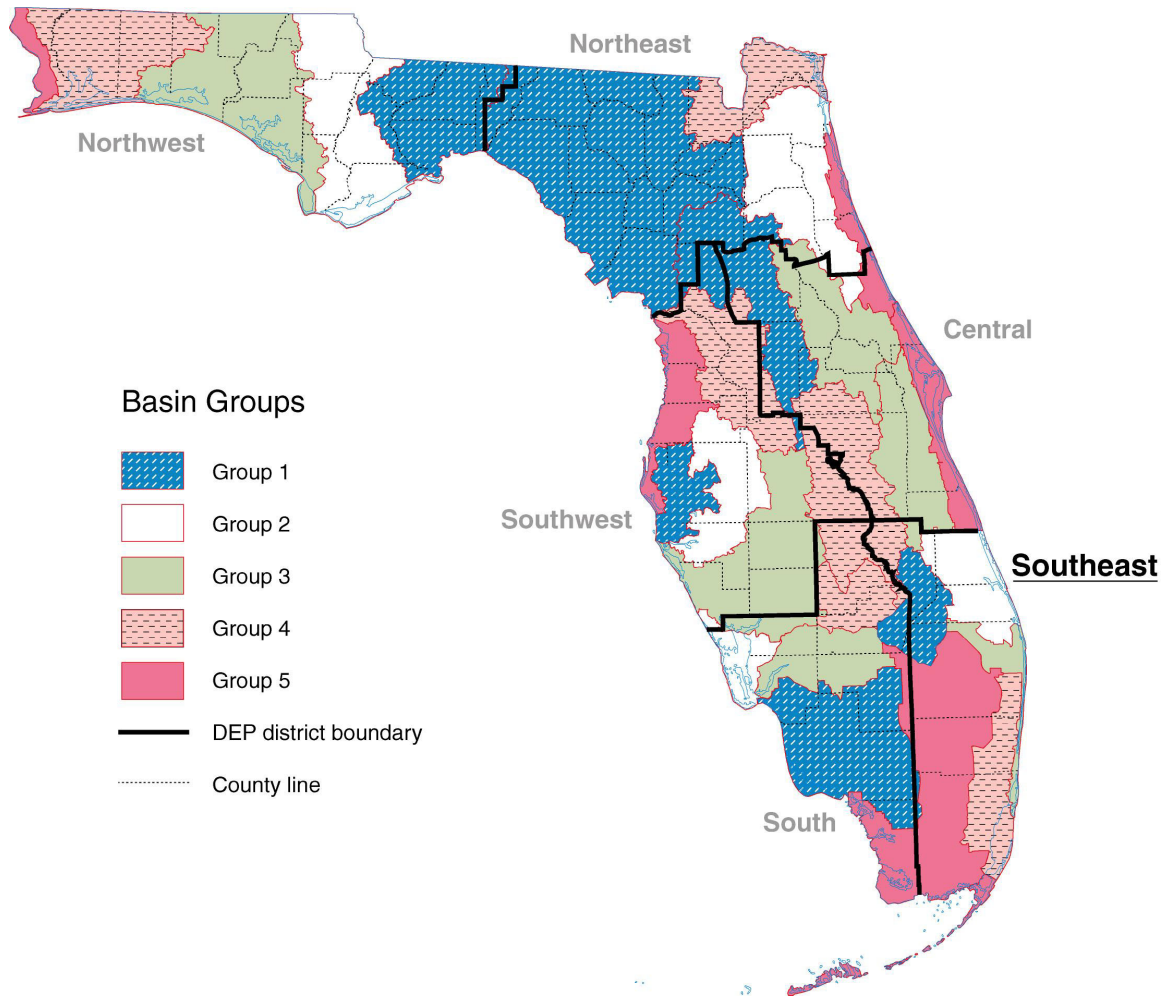 Northeast
Northwest
Central
Basin Groups
Group 1
Group 2
Southwest
Southeast
Group 3
Group 4
Group 5
DEP district boundary
County line
South